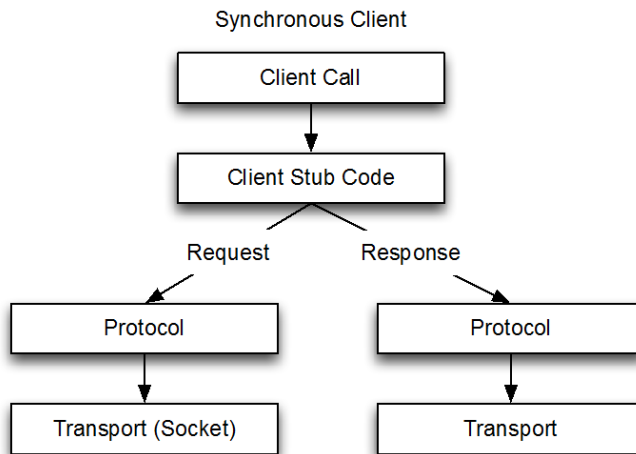 Synchronous Client
Client Call
Client Stub Code
Request
Response
Protocol
Protocol
Transport (Socket)
Transport